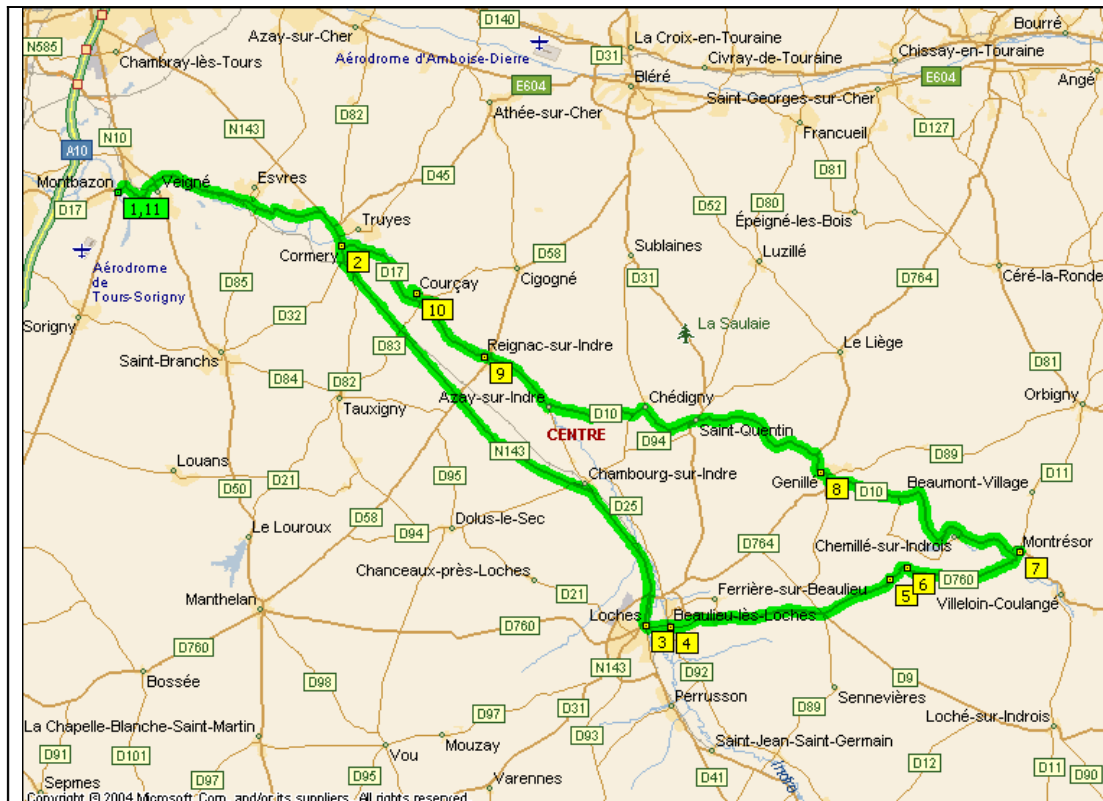 D140
Bourré
N585
Azay-sur-Cher
La Croix-en-Touraine
Chambray-lès-Tours
Aérodrome d'Amboise-Dierre
D31
Civray-de-Touraine
Chissay-en-Touraine
Bléré
E604
Angé
E604
Saint-Georges-sur-Cher
D82
Athée-sur-Cher
N143
D127
N10
Francueil
A10
D81
Montbazon
Veigné
Esvres
D45
D17
1,11
D52
D80
Épeigné-les-Bois
Truyes
Cormery
2
Sublaines
Luzillé
D58
Aérodrome
de
Tours-Sorigny
D17
Cigogné
D31
D764
Céré-la-Ronde
D85
Courçay
10
Sorigny
D32
La Saulaie
D83
Saint-Branchs
Reignac-sur-Indre
Le Liège
9
D81
D84
D82
Orbigny
Tauxigny
Azay-sur-Indre
Chédigny
D10
CENTRE
D94
Saint-Quentin
N143
D89
Louans
D21
D95
Chambourg-sur-Indre
D11
D50
Genillé
8
D10
Beaumont-Village
D25
D58
Dolus-le-Sec
Le Louroux
D94
D764
Chemillé-sur-Indrois
Montrésor
Chanceaux-près-Loches
7
D760
6
5
D21
Ferrière-sur-Beaulieu
Villeloin-Coulangé
Manthelan
Loches
Beaulieu-lès-Loches
D760
3
4
D760
N143
D92
D9
Bossée
D98
Perrusson
Sennevières
D31
D89
D97
La Chapelle-Blanche-Saint-Martin
D93
Loché-sur-Indrois
Mouzay
Vou
Saint-Jean-Saint-Germain
D91
D101
D12
D11
Indre
D97
D95
D41
D90
Sepmes
Varennes
Copyright © 2004 Microsoft Corp. and/or its suppliers. All rights reserved.